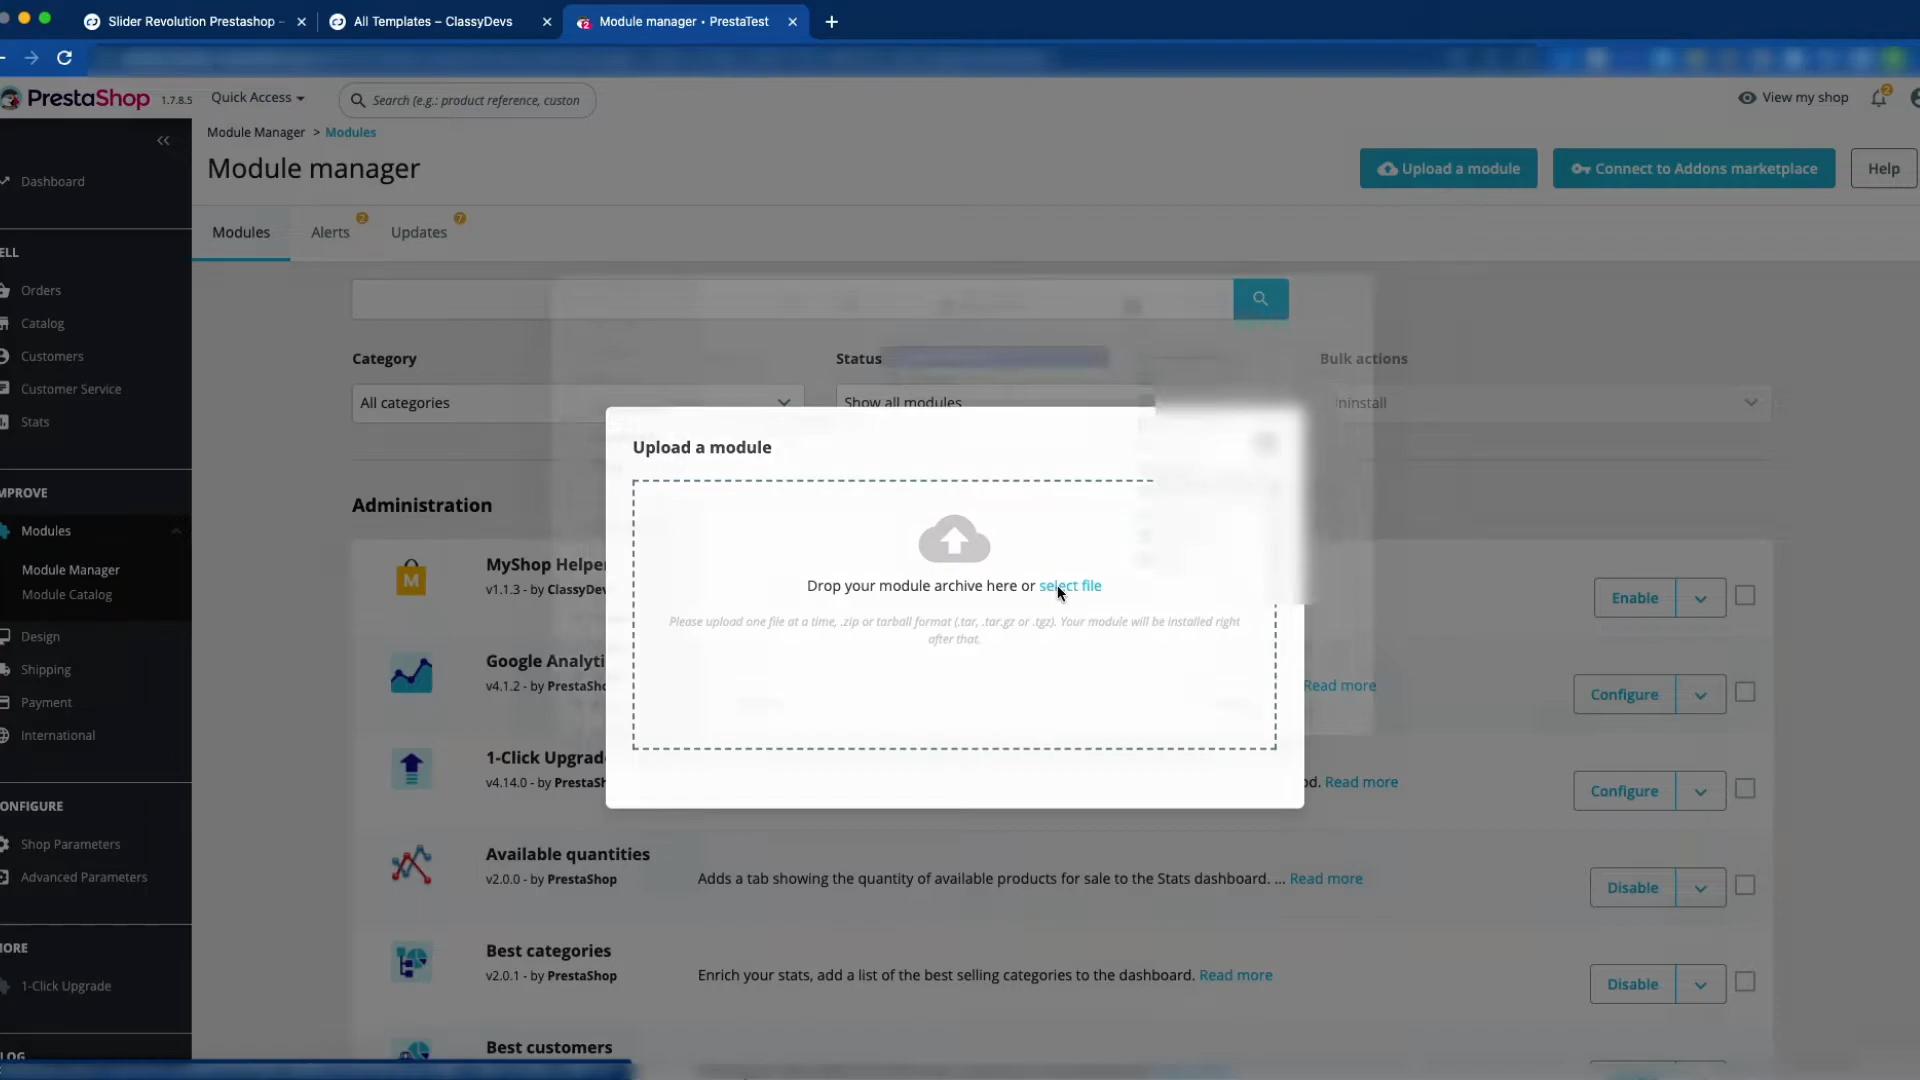 Slider Revolution Prestashop -
All Templates – ClassyDevs
Module manager • PrestaTest
PrestaShop 1.7.8.5
Quick Access
Search (e.g.: product reference, custon
View my shop
2
Module Manager > Modules
Module manager
Upload a module
Connect to Addons marketplace
Help
Dashboard
Modules
Alerts 2
Updates 7
ELL
Orders
Catalog
Customers
Customer Service
Stats
Category
Status
Bulk actions
All categories
Show all modules
Uninstall
Upload a module
Drop your module archive here or select file
Please upload one file at a time, .zip or tarball format (.tar, .tar.gz or .tgz). Your module will be installed right
after that.
MPROVE
Modules
Module Manager
Module Catalog
Design
Shipping
Payment
International
ONFIGURE
Shop Parameters
Advanced Parameters
MORE
1-Click Upgrade
LOG
Administration
M
MyShop Helpe
v1.1.3 - by ClassyDev
Enable
Google Analyti
v4.1.2 - by PrestaSho
Read more
Configure
1-Click Upgrad
v4.14.0 - by PrestaSh
od. Read more
Configure
Available quantities
v2.0.0 - by PrestaShop
Adds a tab showing the quantity of available products for sale to the Stats dashboard. ... Read more
Disable
Best categories
v2.0.1 - by PrestaShop
Enrich your stats, add a list of the best selling categories to the dashboard. Read more
Disable
Best customers